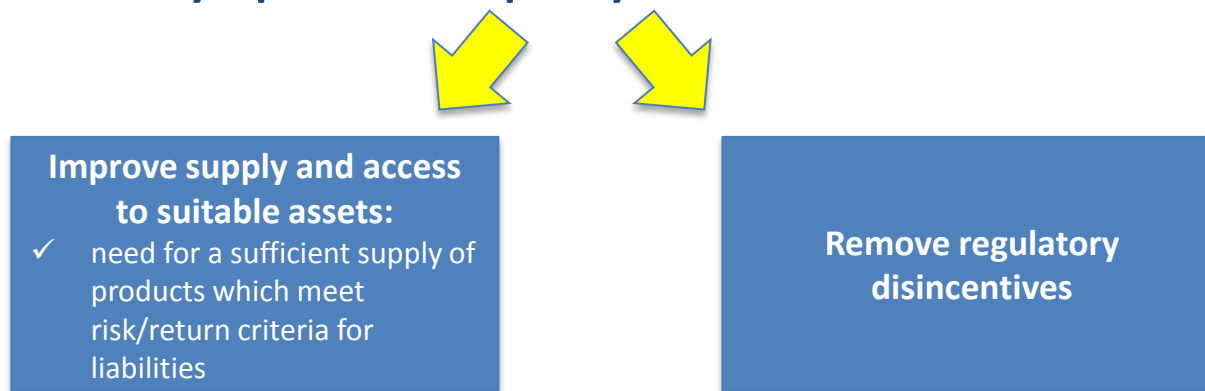 Improve supply and access
to suitable assets:
✓ need for a sufficient supply of
products which meet
risk/return criteria for
liabilities
Remove regulatory
disincentives